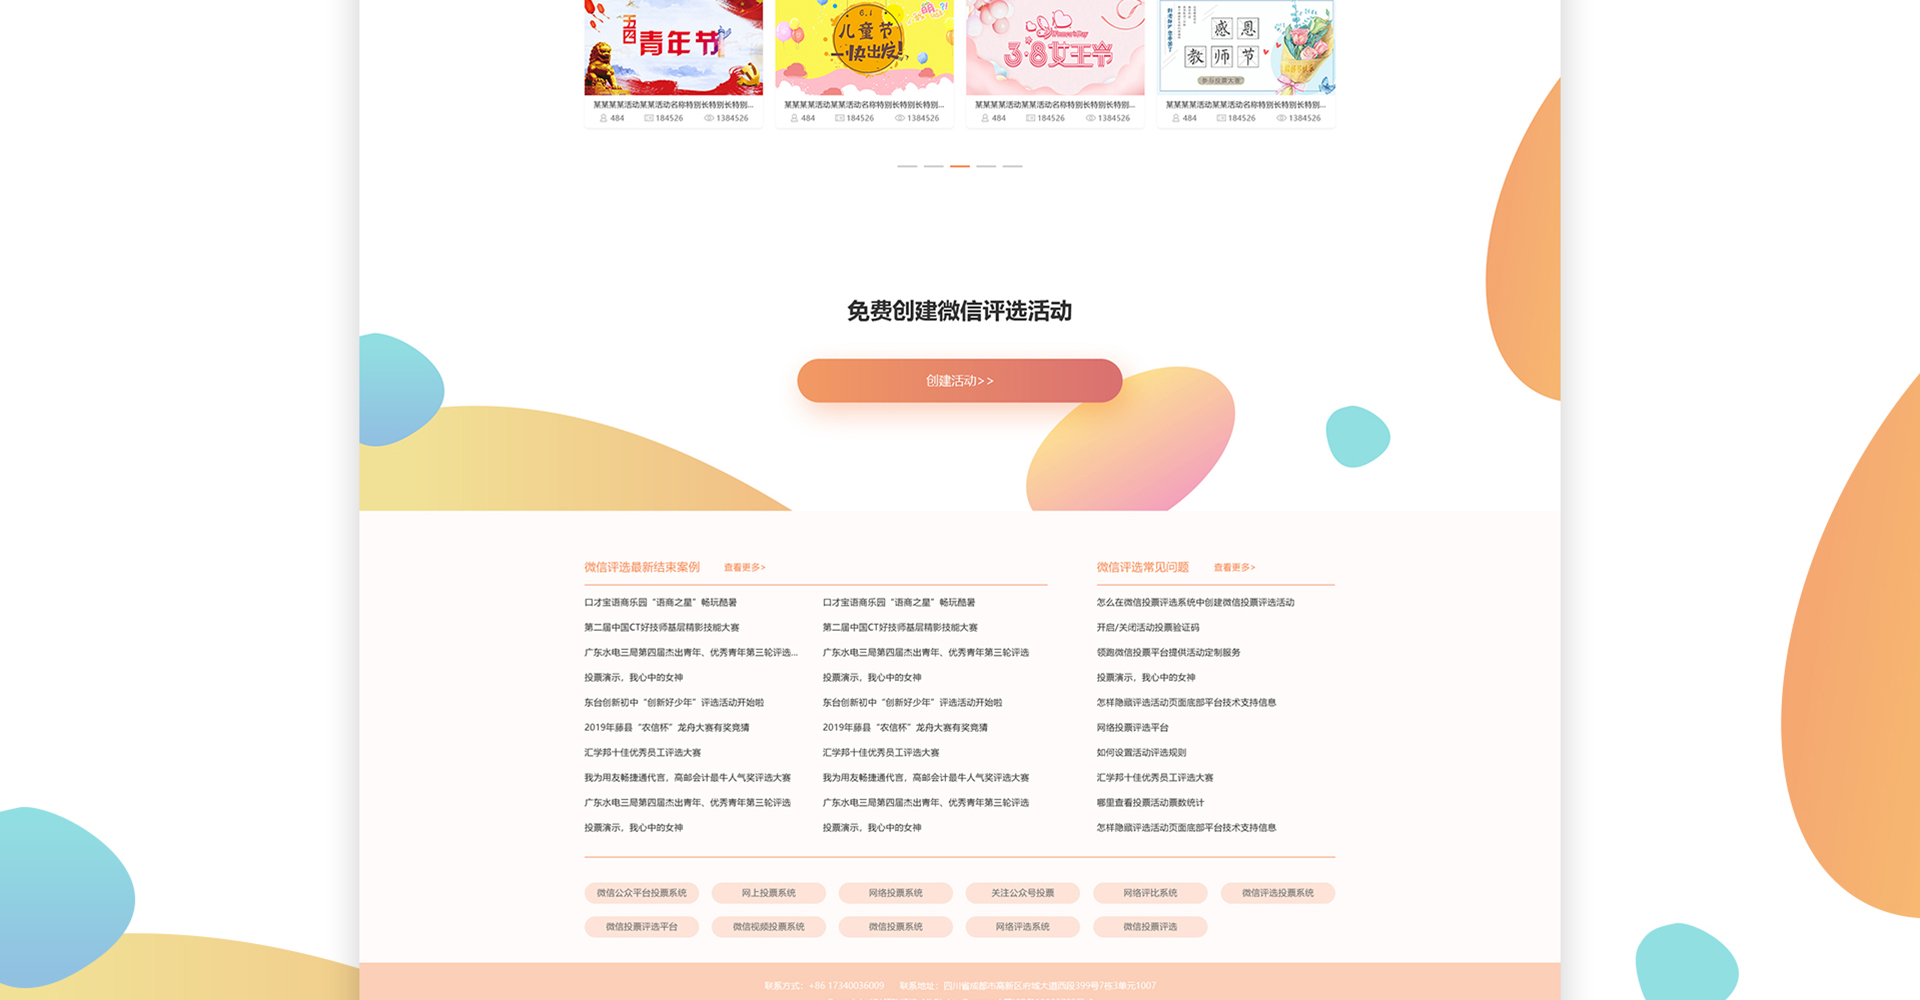 五四
青年节
6.1
儿童节
快出发!
萌
Women's Day
3·8女王节
感恩
教师节
参与投票大赛
某某某某活动某某活动名称特别长特别长特别...
484 184526 1384526
某某某某活动某某活动名称特别长特别长特别...
484 184526 1384526
某某某某活动某某活动名称特别长特别长特别...
484 184526 1384526
某某某某活动某某活动名称特别长特别长特别...
484 184526 1384526
免费创建微信评选活动
创建活动>>
微信评选最新结束案例 查看更多>
口才宝语商乐园“语商之星”畅玩酷暑
第二届中国CT好技师基层精影技能大赛
广东水电三局第四届杰出青年、优秀青年第三轮评选...
投票演示，我心中的女神
东台创新初中“创新好少年”评选活动开始啦
2019年藤县“农信杯”龙舟大赛有奖竞猜
汇学邦十佳优秀员工评选大赛
我为用友畅捷通代言，高邮会计最牛人气奖评选大赛
广东水电三局第四届杰出青年、优秀青年第三轮评选
投票演示，我心中的女神
口才宝语商乐园“语商之星”畅玩酷暑
第二届中国CT好技师基层精影技能大赛
广东水电三局第四届杰出青年、优秀青年第三轮评选
投票演示，我心中的女神
东台创新初中“创新好少年”评选活动开始啦
2019年藤县“农信杯”龙舟大赛有奖竞猜
汇学邦十佳优秀员工评选大赛
我为用友畅捷通代言，高邮会计最牛人气奖评选大赛
广东水电三局第四届杰出青年、优秀青年第三轮评选
投票演示，我心中的女神
微信评选常见问题 查看更多>
怎么在微信投票评选系统中创建微信投票评选活动
开启/关闭活动投票验证码
领跑微信投票平台提供活动定制服务
投票演示，我心中的女神
怎样隐藏评选活动页面底部平台技术支持信息
网络投票评选平台
如何设置活动评选规则
汇学邦十佳优秀员工评选大赛
哪里查看投票活动票数统计
怎样隐藏评选活动页面底部平台技术支持信息
微信公众平台投票系统 网上投票系统 网络投票系统 关注公众号投票 网络评比系统 微信评选投票系统
微信投票评选平台 微信视频投票系统 微信投票系统 网络评选系统 微信投票评选
联系方式：+86 17340036009 联系地址：四川省成都市高新区府城大道西段399号7栋3单元1007